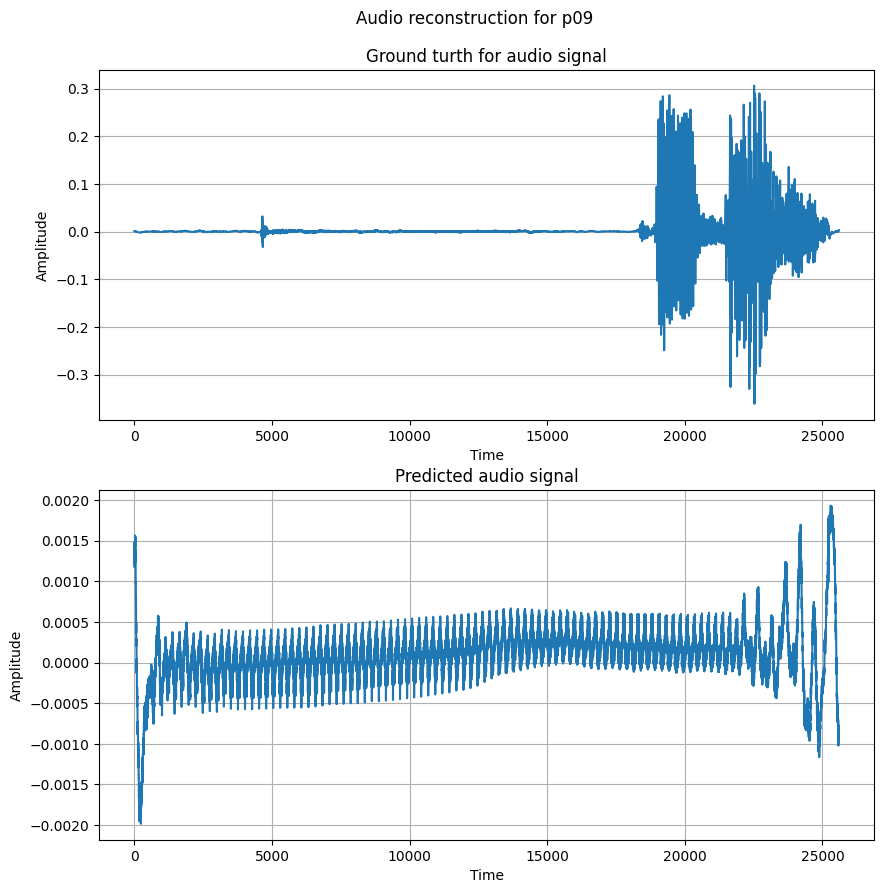 Audio reconstruction for p09
Ground turth for audio signal
0.3
0.2
0.1
0.0
−0.1
−0.2
−0.3
Amplitude
0 5000 10000 15000 20000 25000
Time
Predicted audio signal
0.0020
0.0015
0.0010
0.0005
0.0000
−0.0005
−0.0010
−0.0015
−0.0020
Amplitude
0 5000 10000 15000 20000 25000
Time